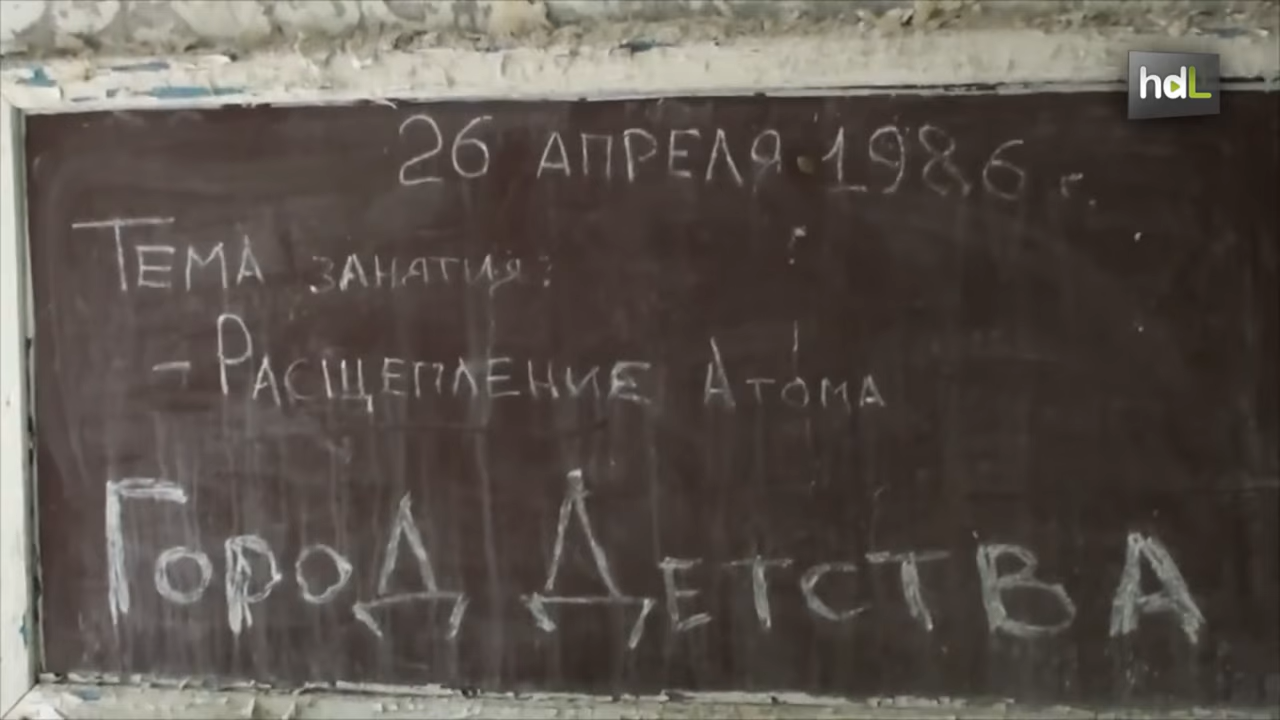 hdL
26 АПРЕЛЯ 1986 г.
ТЕМА ЗАНЯТИЯ:
- РАСЩЕПЛЕНИЕ АТОМА
ГОРОД ДЕТСТВА